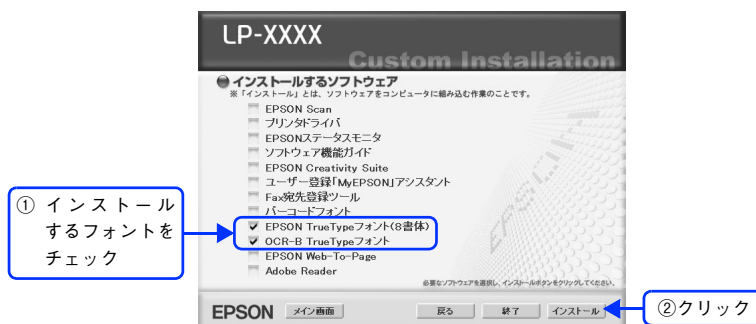 LP-XXXX
Custom Installation
インストールするソフトウェア
※「インストール」とは、ソフトウェアをコンピュータに組み込む作業のことです。
EPSON Scan
プリンタドライバ
EPSONステータスモニタ
ソフトウェア機能ガイド
EPSON Creativity Suite
ユーザー登録「MyEPSON」アシスタント
Fax宛先登録ツール
バーコードフォント
EPSON TrueTypeフォント(8書体)
OCR-B TrueTypeフォント
EPSON Web-To-Page
Adobe Reader
必要なソフトウェアを選択し、インストールボタンをクリックしてください。
EPSON
メイン画面
戻る
終了
インストール
① インストール
するフォントを
チェック
②クリック
EPSON